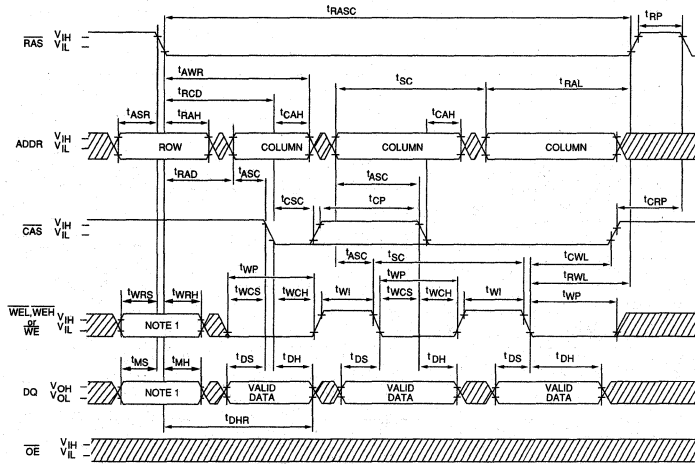 tRASC tRP
RAS VIH
VIL
tAWR
tRCD tSC tRAL
tASR tRAH tCAH tCAH
ADDR VIH
VIL ROW COLUMN COLUMN COLUMN
tRAD tASC tASC
tCSC tCP tCRP
CAS VIH
VIL
tASC tSC tCWL
tWP tWP tRWL
tWRS tWRH tWCS tWCH tWI tWCS tWCH tWI tWP
WEL,WEH
or
WE VIH
VIL NOTE 1
tMS tMH tDS tDH tDS tDH tDS tDH
DQ VOH
VOL NOTE 1 VALID
DATA VALID
DATA VALID
DATA
tDHR
OE VIH
VIL